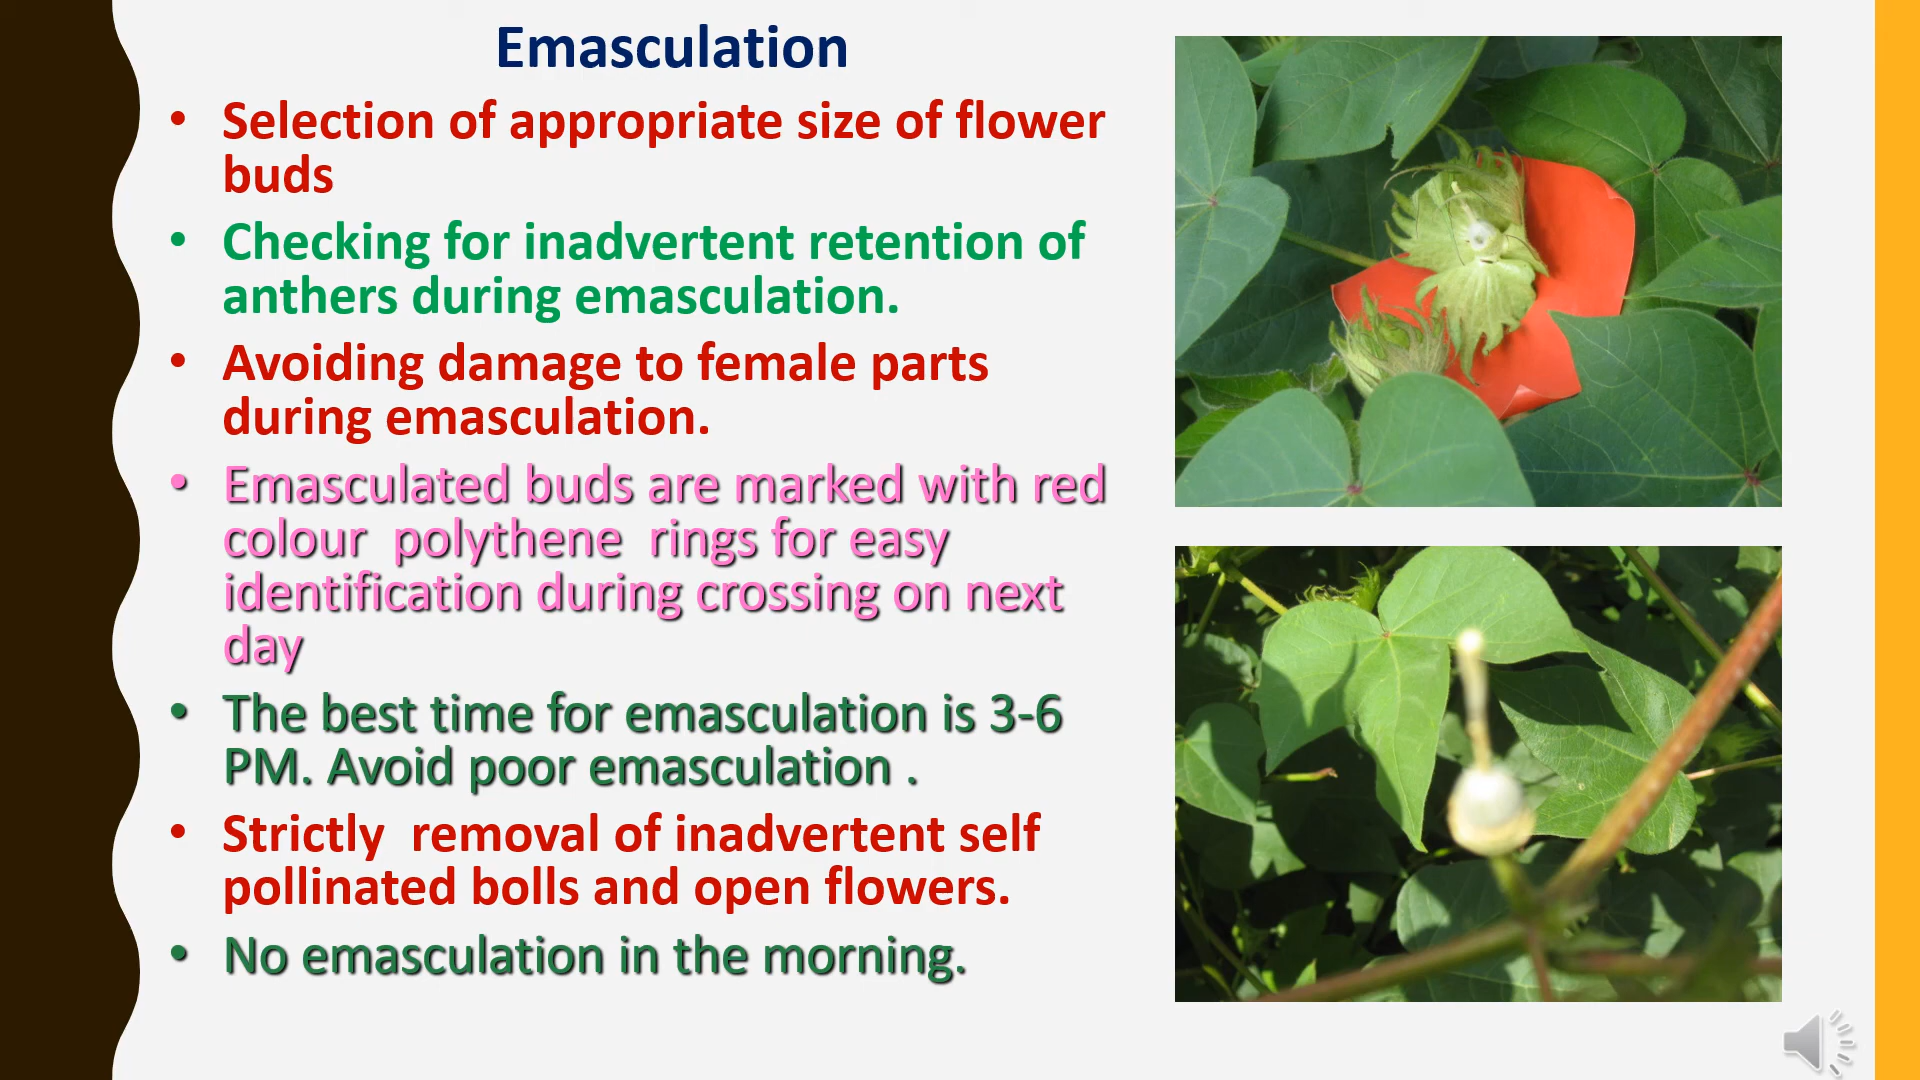 Emasculation
• Selection of appropriate size of flower
buds
• Checking for inadvertent retention of
anthers during emasculation.
• Avoiding damage to female parts
during emasculation.
• Emasculated buds are marked with red
colour  polythene  rings for easy
identification during crossing on next
day
• The best time for emasculation is 3-6
PM. Avoid poor emasculation .
• Strictly  removal of inadvertent self
pollinated bolls and open flowers.
• No emasculation in the morning.